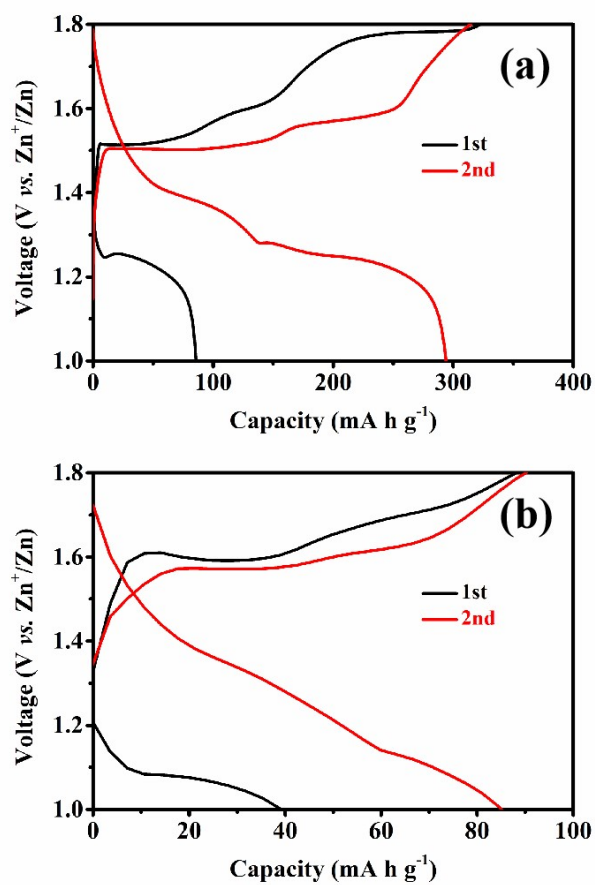 (a)
1.8
1.6
1.4
1.2
1.0
Voltage (V vs. Zn⁺/Zn)
1st
2nd
0 100 200 300 400
Capacity (mA h g⁻¹)
(b)
1.8
1.6
1.4
1.2
1.0
Voltage (V vs. Zn⁺/Zn)
1st
2nd
0 20 40 60 80 100
Capacity (mA h g⁻¹)